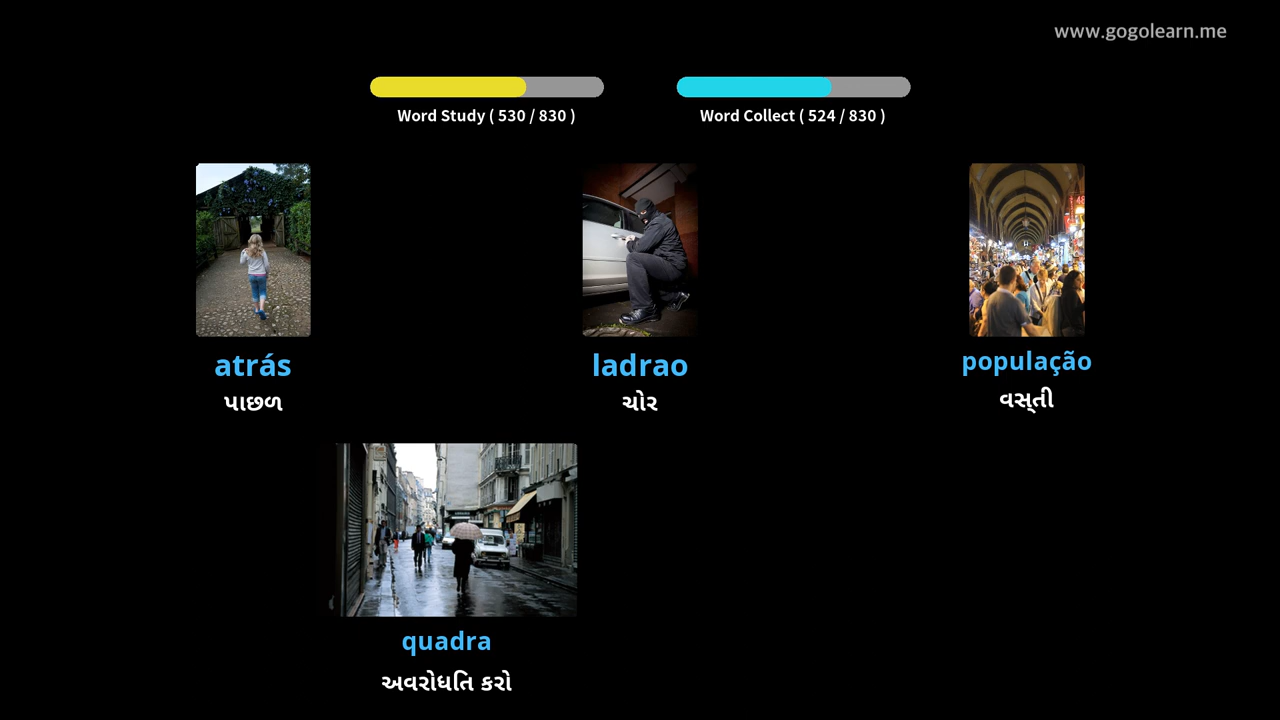 www.gogolearn.me
Word Study ( 530 / 830 )
Word Collect ( 524 / 830 )
atrás
પાછળ
ladrao
ચોર
população
વસ્તી
quadra
અવરોધતિ કરો